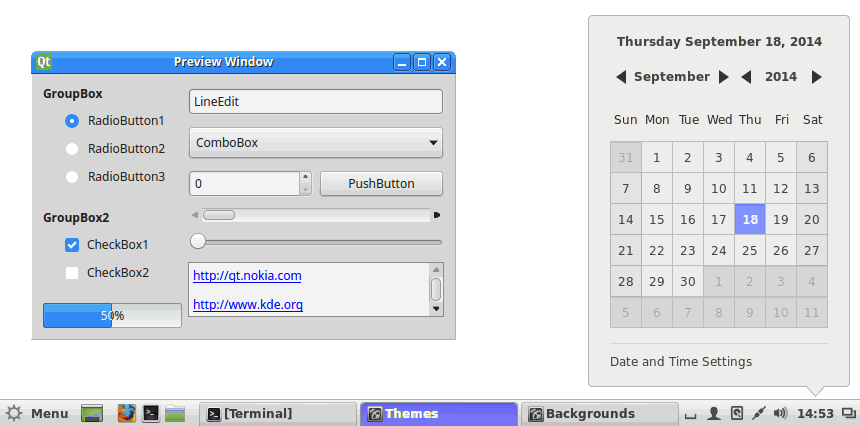 Qt Preview Window
GroupBox
RadioButton1
RadioButton2
RadioButton3
GroupBox2
CheckBox1
CheckBox2
50%
LineEdit
ComboBox
0 PushButton
http://qt.nokia.com
http://www.kde.org
Thursday September 18, 2014
September 2014
Sun Mon Tue Wed Thu Fri Sat
31 1 2 3 4 5 6
7 8 9 10 11 12 13
14 15 16 17 18 19 20
21 22 23 24 25 26 27
28 29 30 1 2 3 4
5 6 7 8 9 10 11
Date and Time Settings
Menu [Terminal] Themes Backgrounds 14:53